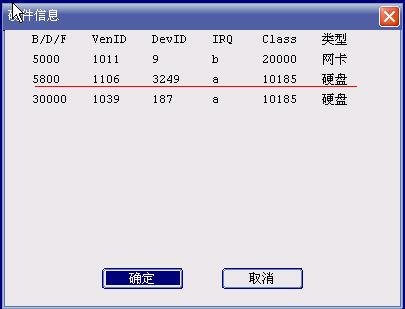 硬件信息
B/D/F VenID DevID IRQ Class 类型
5000 1011 9 b 20000 网卡
5800 1106 3249 a 10185 硬盘
30000 1039 187 a 10185 硬盘
确定 取消